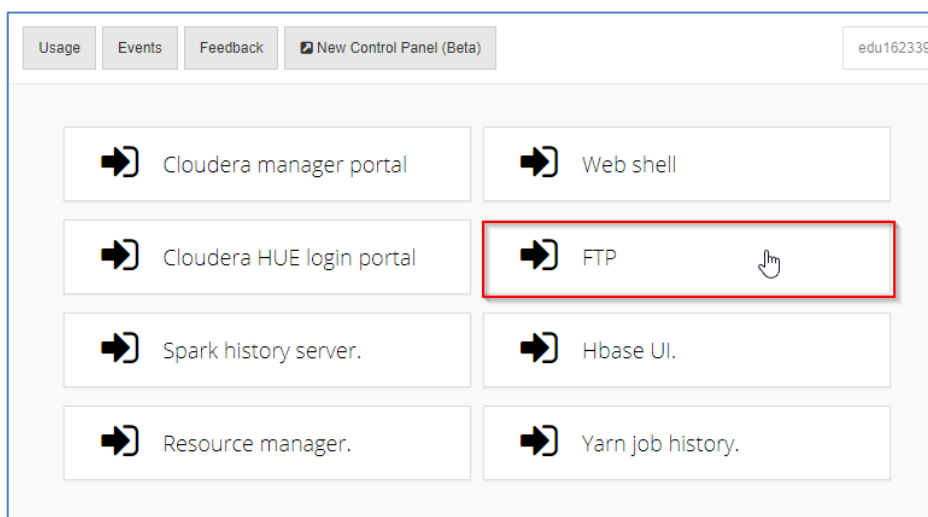 Usage Events Feedback New Control Panel (Beta) edu162339
Cloudera manager portal Web shell
Cloudera HUE login portal FTP
Spark history server. Hbase UI.
Resource manager. Yarn job history.